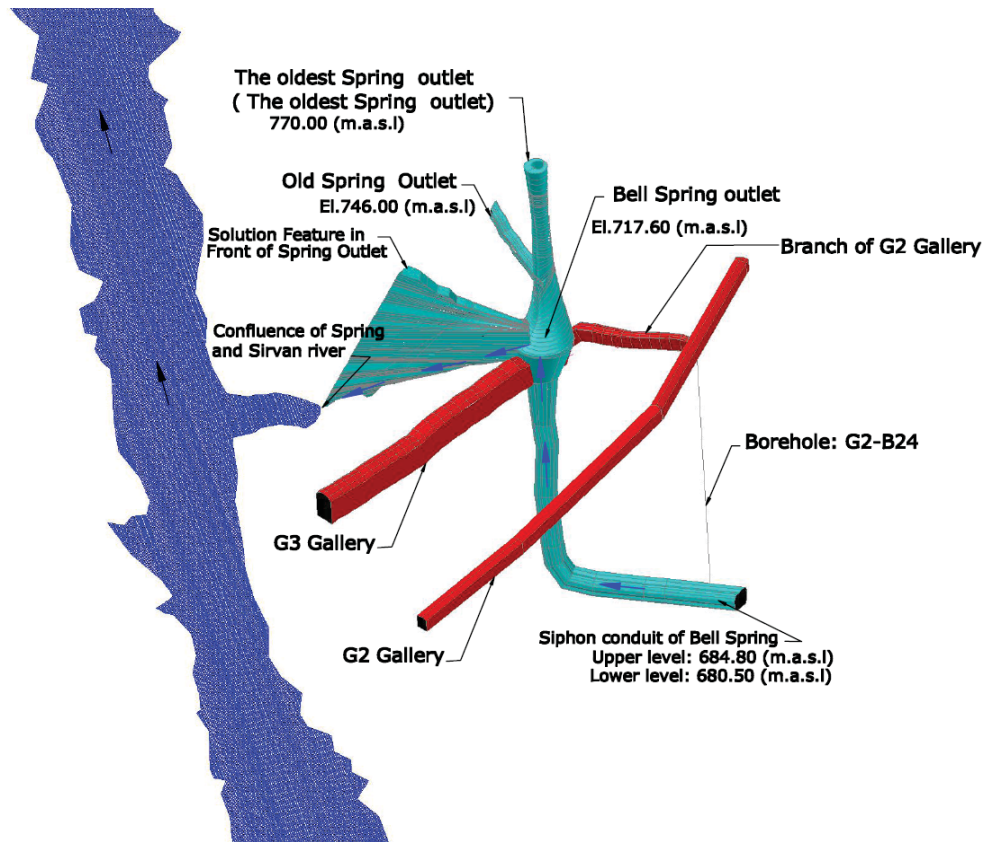 The oldest Spring outlet
( The oldest Spring outlet)
770.00 (m.a.s.l)
Old Spring Outlet
El.746.00 (m.a.s.l)
Bell Spring outlet
El.717.60 (m.a.s.l)
Solution Feature in
Front of Spring Outlet
Branch of G2 Gallery
Confluence of Spring
and Sirvan river
Borehole: G2-B24
G3 Gallery
G2 Gallery
Siphon conduit of Bell Spring
Upper level: 684.80 (m.a.s.l)
Lower level: 680.50 (m.a.s.l)